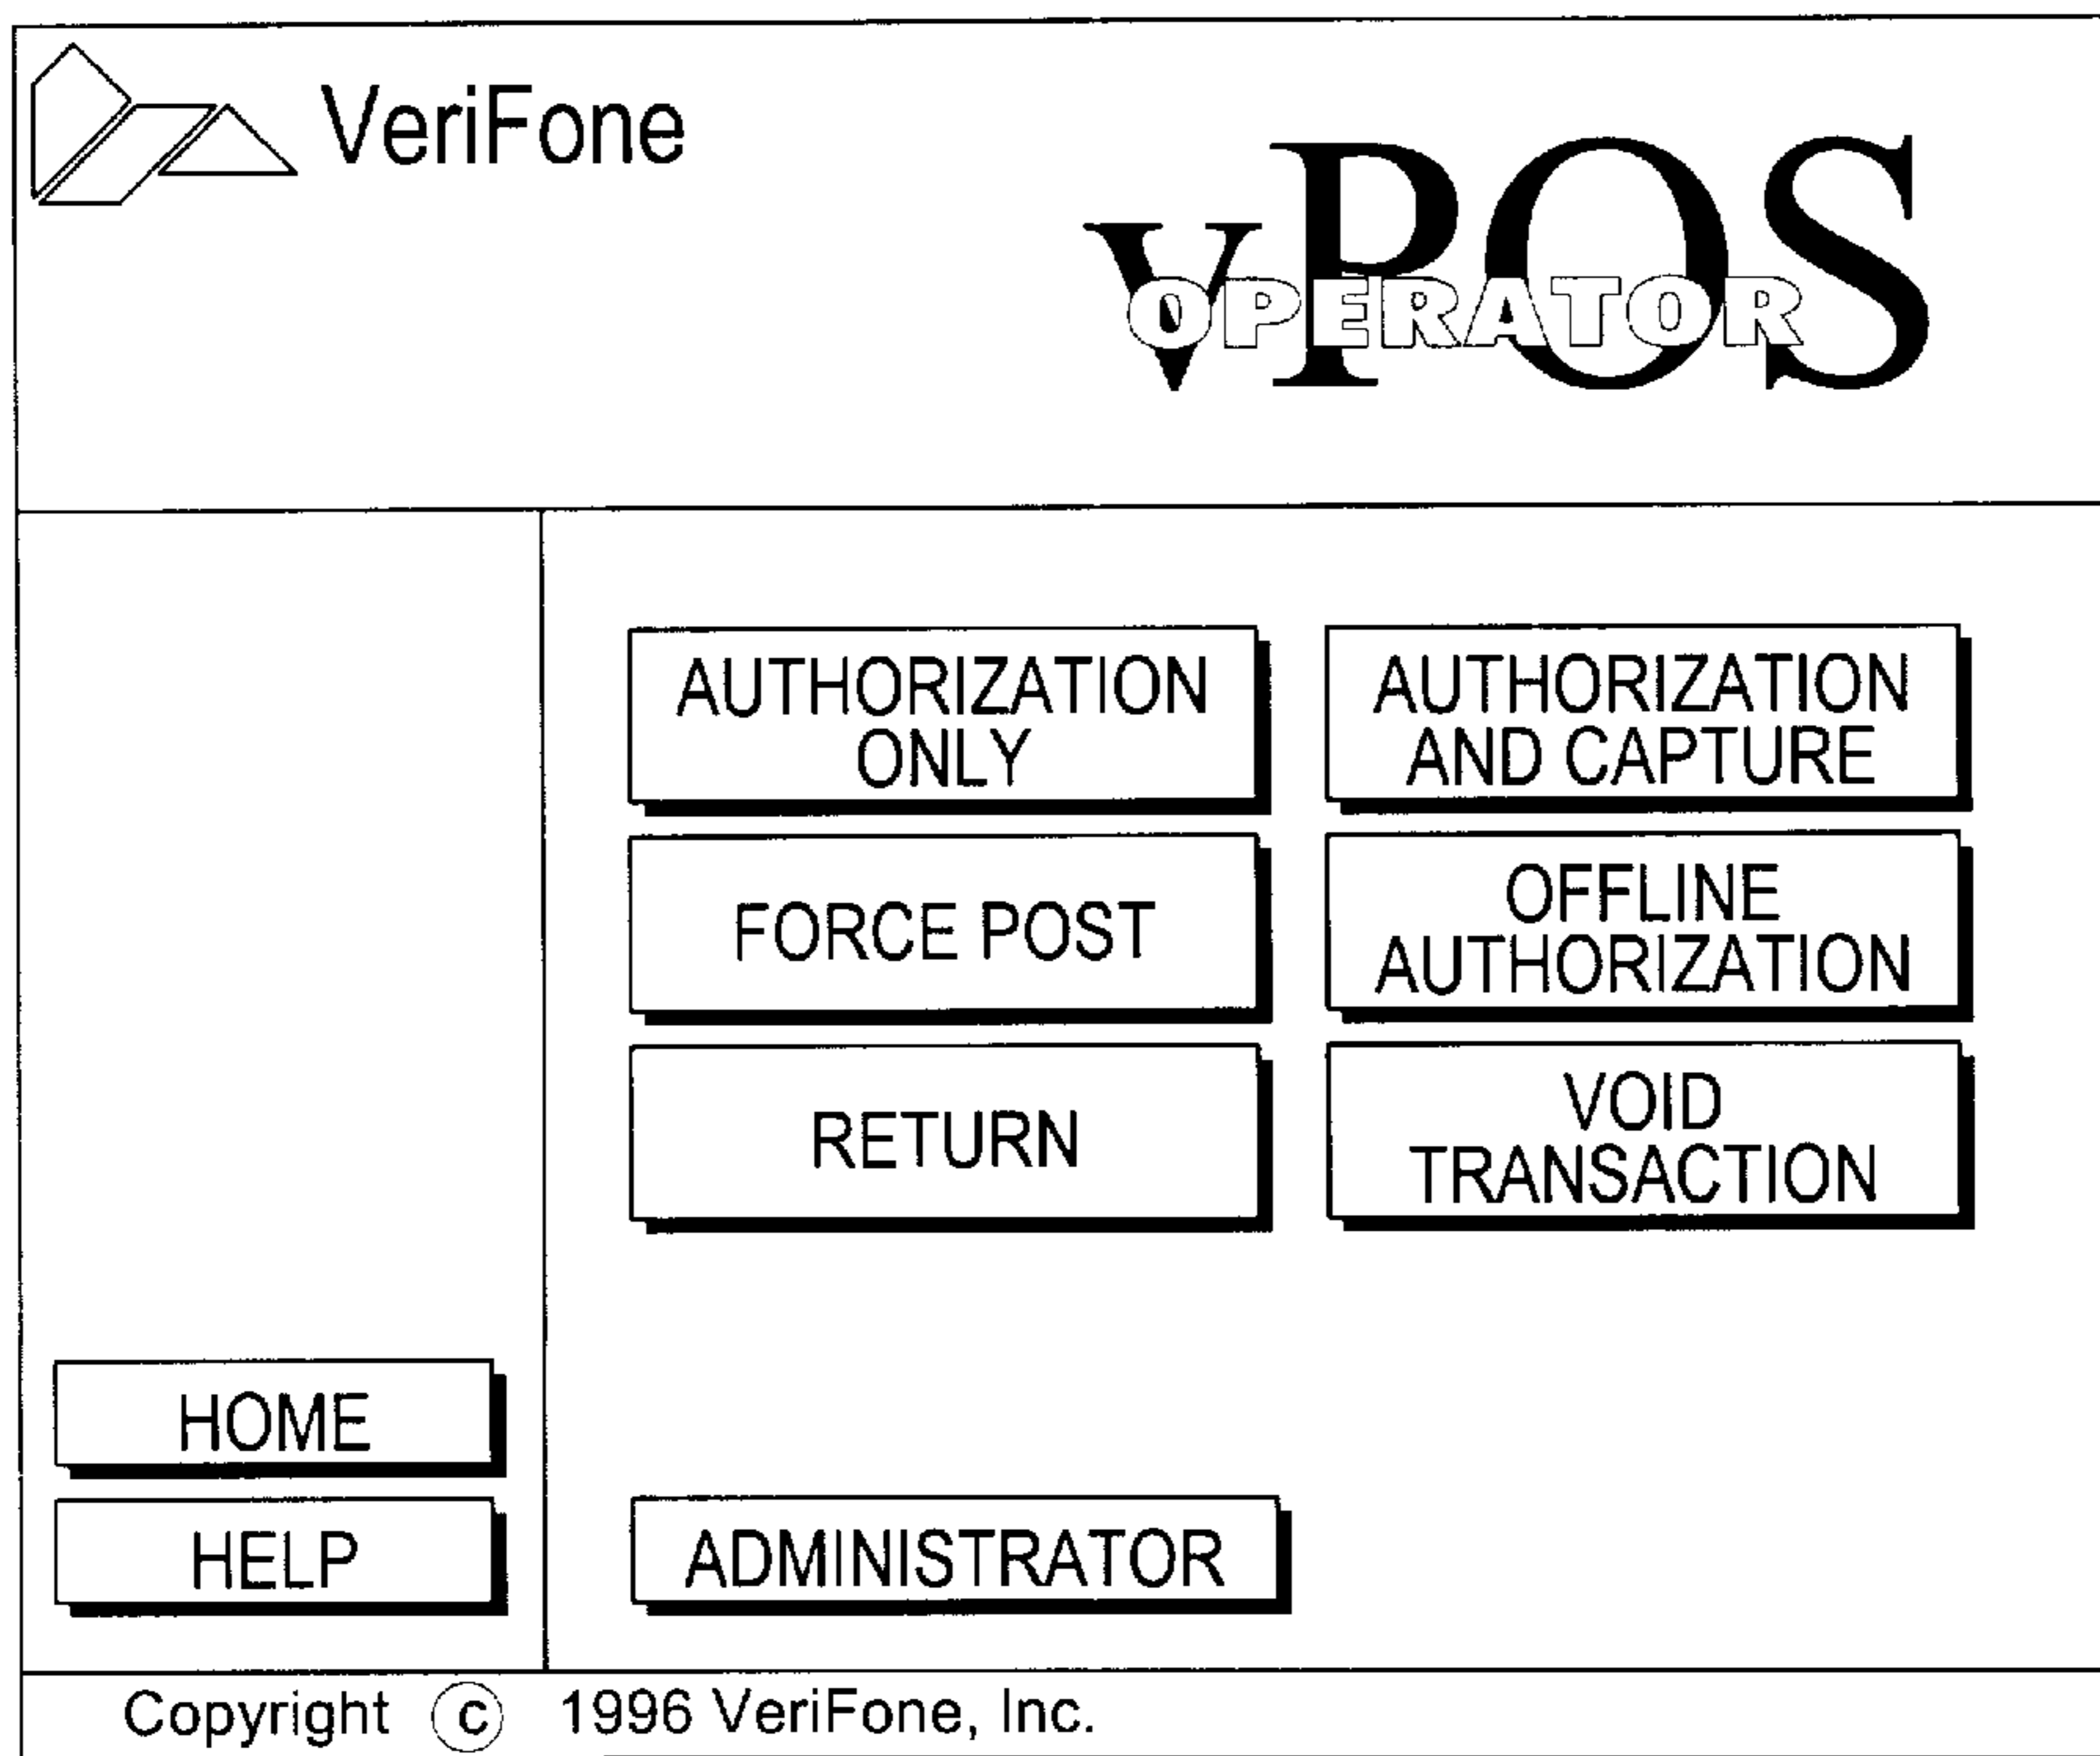 VeriFone
vPOS
OPERATOR
AUTHORIZATION
ONLY
AUTHORIZATION
AND CAPTURE
FORCE POST
OFFLINE
AUTHORIZATION
RETURN
VOID
TRANSACTION
HOME
HELP
ADMINISTRATOR
Copyright © 1996 VeriFone, Inc.